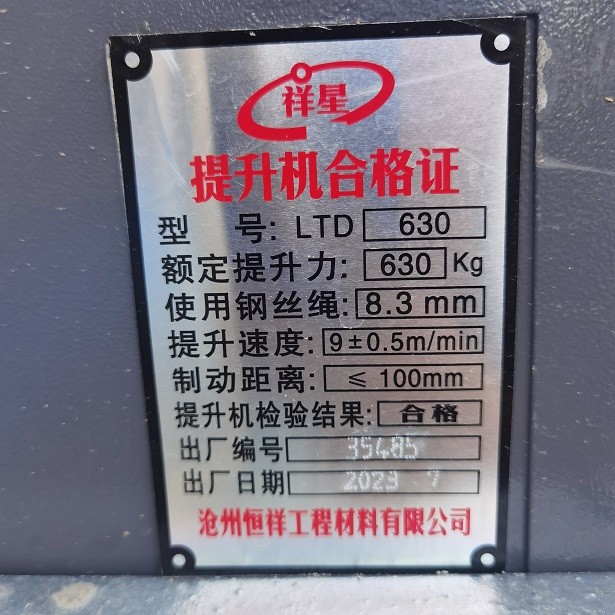 祥星
提升机合格证
型 号: LTD 630
额定提升力: 630 Kg
使用钢丝绳: 8.3 mm
提升速度: 9±0.5m/min
制动距离: ≤ 100mm
提升机检验结果: 合格
出厂编号 35485
出厂日期 2023 7
沧州恒祥工程材料有限公司